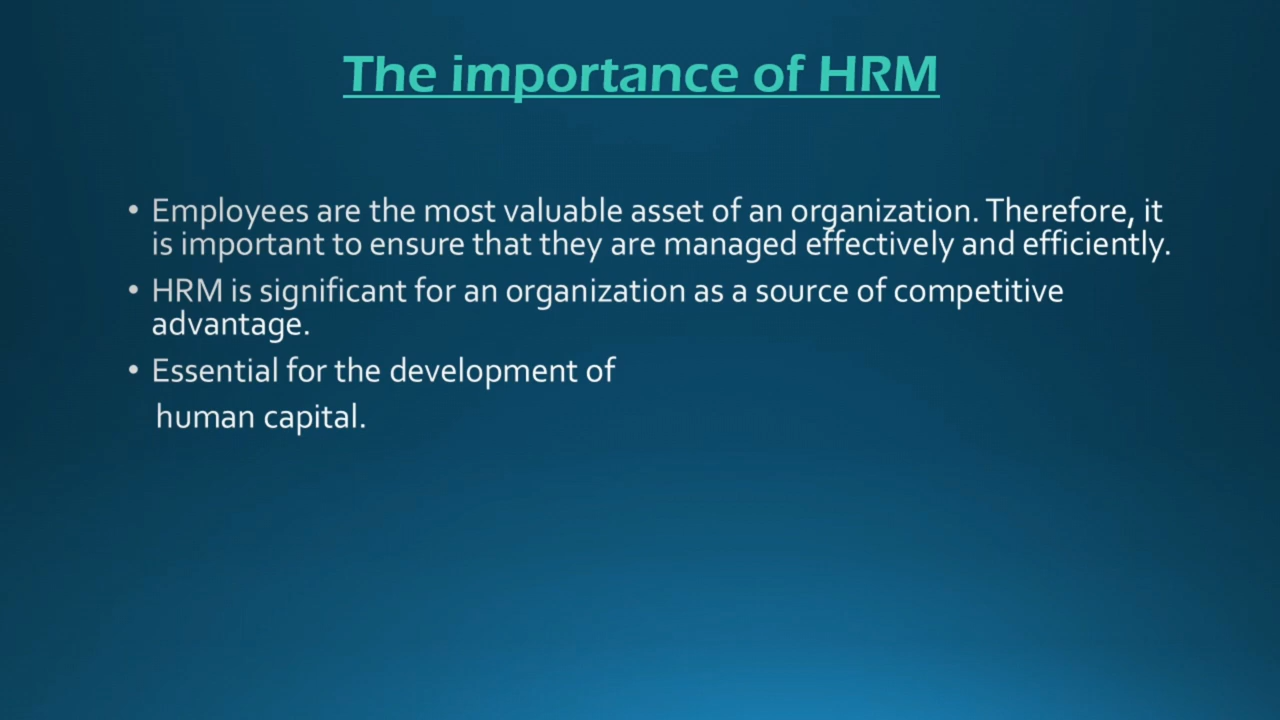 The importance of HRM
• Employees are the most valuable asset of an organization. Therefore, it
is important to ensure that they are managed effectively and efficiently.
• HRM is significant for an organization as a source of competitive
advantage.
• Essential for the development of
human capital.